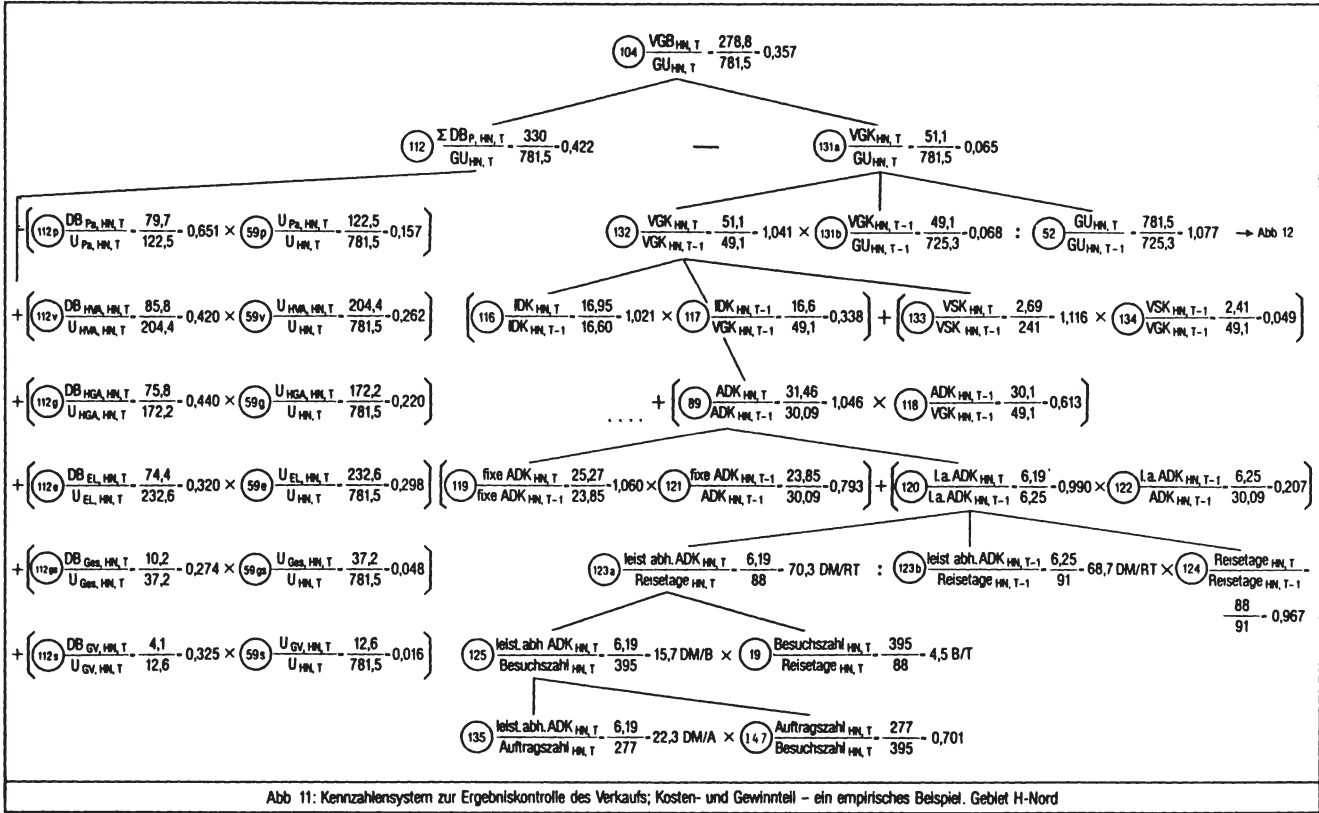 (104) VGB HN, T / GU HN, T - 278,8 / 781,5 - 0,357
(112) Σ DB P, HN, T / GU HN, T - 330 / 781,5 - 0,422 — (131a) VGK HN, T / GU HN, T - 51,1 / 781,5 - 0,065
- [(112p) DB Pa, HN, T / U Pa, HN, T - 79,7 / 122,5 - 0,651 × (59p) U Pa, HN, T / U HN, T - 122,5 / 781,5 - 0,157]
(132) VGK HN, T / VGK HN, T-1 - 51,1 / 49,1 - 1,041 × (131b) VGK HN, T-1 / GU HN, T-1 - 49,1 / 725,3 - 0,068 : (52) GU HN, T / GU HN, T-1 - 781,5 / 725,3 - 1,077 → Abb 12
+ [(112v) DB HVA, HN, T / U HVA, HN, T - 85,8 / 204,4 - 0,420 × (59v) U HVA, HN, T / U HN, T - 204,4 / 781,5 - 0,262]
[(116) IDK HN, T / IDK HN, T-1 - 16,95 / 16,60 - 1,021 × (117) IDK HN, T-1 / VGK HN, T-1 - 16,6 / 49,1 - 0,338] + [(133) VSK HN, T / VSK HN, T-1 - 2,69 / 241 - 1,116 × (134) VSK HN, T-1 / VGK HN, T-1 - 2,41 / 49,1 - 0,049]
+ [(112g) DB HGA, HN, T / U HGA, HN, T - 75,8 / 172,2 - 0,440 × (59g) U HGA, HN, T / U HN, T - 172,2 / 781,5 - 0,220]
.... + [(89) ADK HN, T / ADK HN, T-1 - 31,46 / 30,09 - 1,046 × (118) ADK HN, T-1 / VGK HN, T-1 - 30,1 / 49,1 - 0,613]
+ [(112e) DB EL, HN, T / U EL, HN, T - 74,4 / 232,6 - 0,320 × (59e) U EL, HN, T / U HN, T - 232,6 / 781,5 - 0,298]
[(119) fixe ADK HN, T / fixe ADK HN, T-1 - 25,27 / 23,85 - 1,060 × (121) fixe ADK HN, T-1 / ADK HN, T-1 - 23,85 / 30,09 - 0,793] + [(120) l.a. ADK HN, T / l.a. ADK HN, T-1 - 6,19 / 6,25 - 0,990 × (122) l.a. ADK HN, T-1 / ADK HN, T-1 - 6,25 / 30,09 - 0,207]
+ [(112ge) DB Ges, HN, T / U Ges, HN, T - 10,2 / 37,2 - 0,274 × (59ga) U Ges, HN, T / U HN, T - 37,2 / 781,5 - 0,048]
(123a) leist abh. ADK HN, T / Reisetage HN, T - 6,19 / 88 - 70,3 DM/RT : (123b) leist abh. ADK HN, T-1 / Reisetage HN, T-1 - 6,25 / 91 - 68,7 DM/RT × (124) Reisetage HN, T / Reisetage HN, T-1 -
88 / 91 - 0,967
+ [(112s) DB GV, HN, T / U GV, HN, T - 4,1 / 12,6 - 0,325 × (59s) U GV, HN, T / U HN, T - 12,6 / 781,5 - 0,016]
(125) leist. abh ADK HN, T / Besuchszahl HN, T - 6,19 / 395 - 15,7 DM/B × (19) Besuchszahl HN, T / Reisetage HN, T - 395 / 88 - 4,5 B/T
(135) leist. abh. ADK HN, T / Auftragszahl HN, T - 6,19 / 277 - 22,3 DM/A × (147) Auftragszahl HN, T / Besuchszahl HN, T - 277 / 395 - 0,701
Abb 11: Kennzahlensystem zur Ergebniskontrolle des Verkaufs; Kosten- und Gewinnteil – ein empirisches Beispiel. Gebiet H-Nord